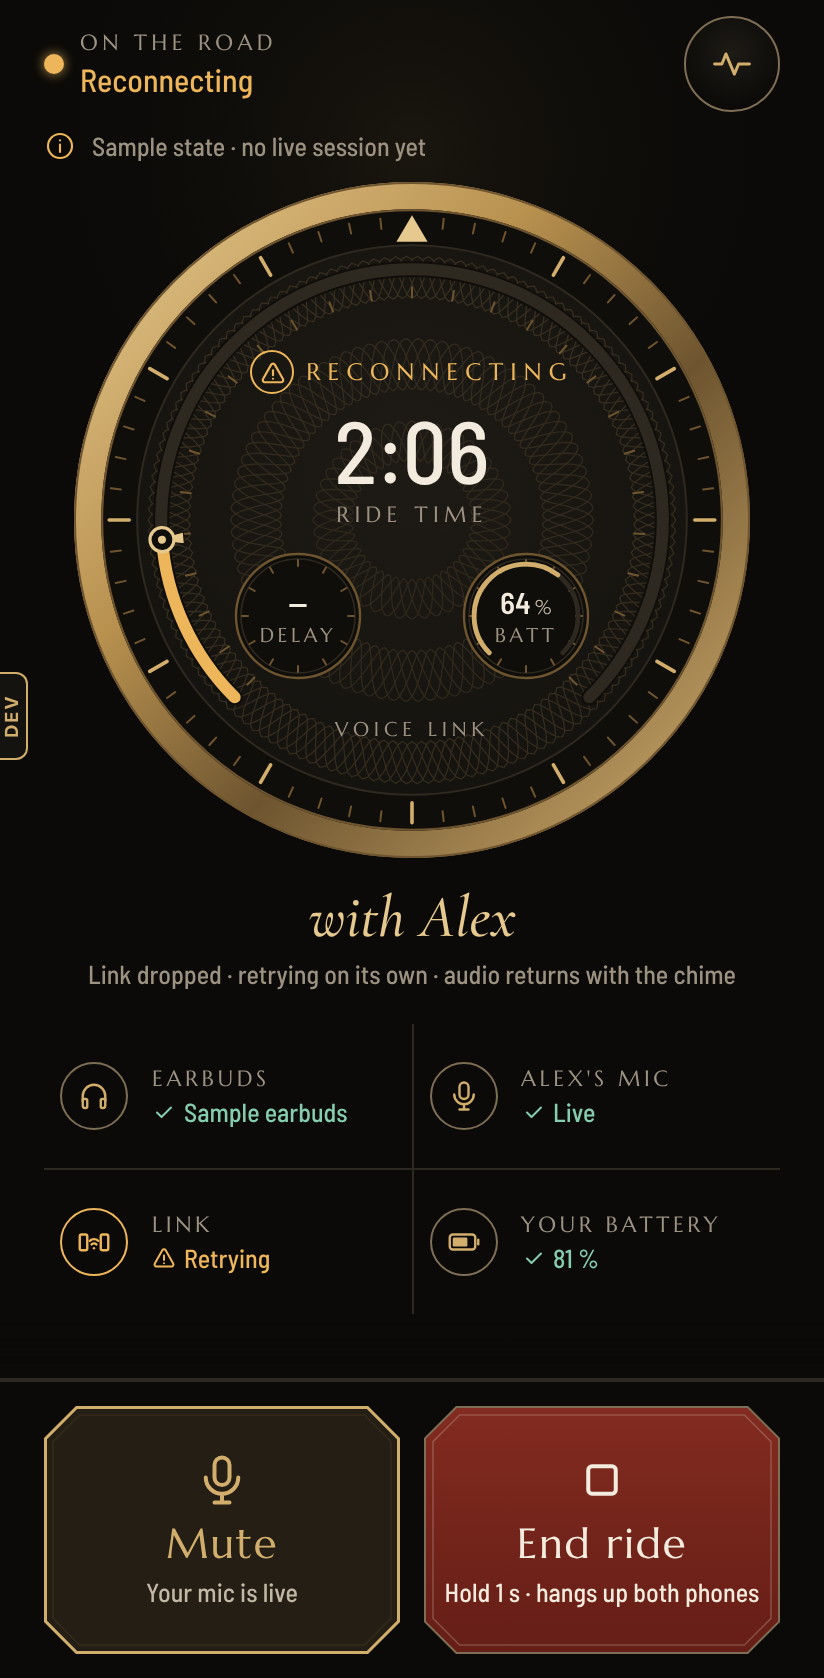 ON THE ROAD
Reconnecting
Sample state · no live session yet
RECONNECTING
2:06
RIDE TIME
–
DELAY
64 %
BATT
VOICE LINK
DEV
with Alex
Link dropped · retrying on its own · audio returns with the chime
EARBUDS
Sample earbuds
ALEX'S MIC
Live
LINK
Retrying
YOUR BATTERY
81 %
Mute
Your mic is live
End ride
Hold 1 s · hangs up both phones